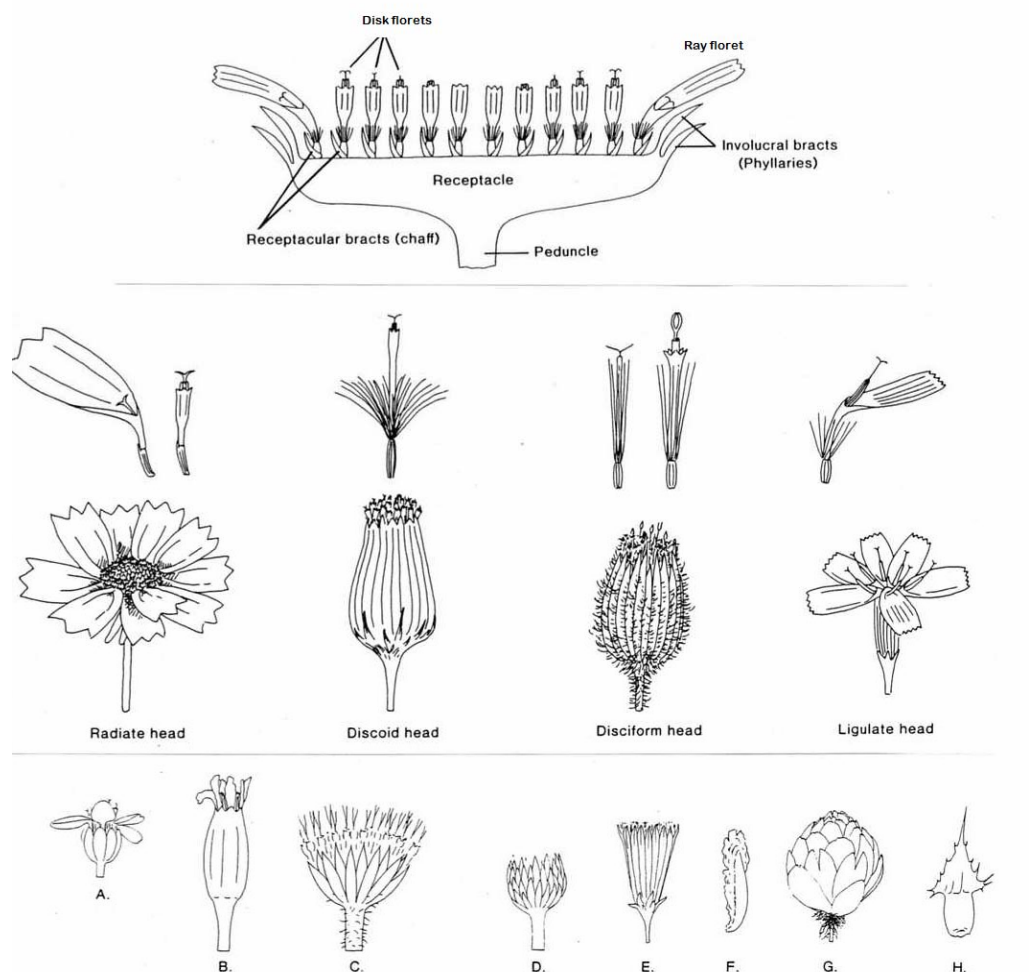 Disk florets
Ray floret
Involucral bracts
(Phyllaries)
Receptacle
Receptacular bracts (chaff)
Peduncle
Radiate head
Discoid head
Disciform head
Ligulate head
A.
B.
C.
D.
E.
F.
G.
H.